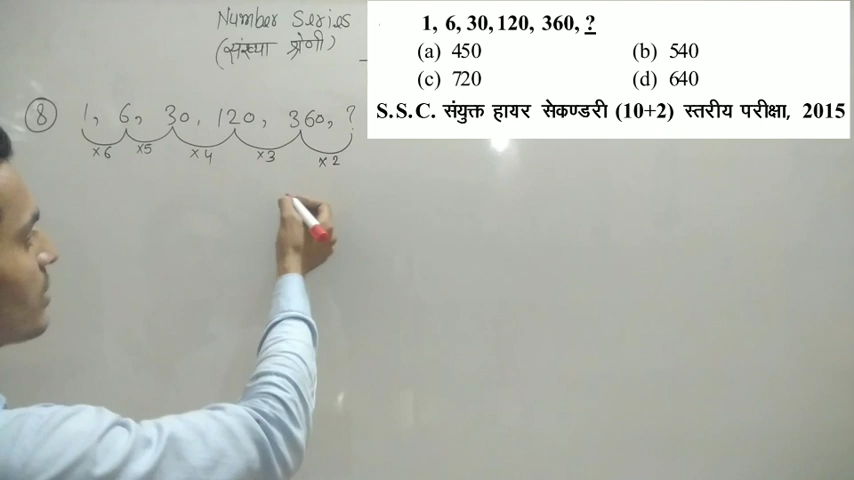 Number Series
(संख्या श्रेणी)
1, 6, 30, 120, 360, ?
(a) 450 (b) 540
(c) 720 (d) 640
S.S.C. संयुक्त हायर सेकण्डरी (10+2) स्तरीय परीक्षा, 2015
8 1, 6, 30, 120, 360, ?
×6 ×5 ×4 ×3 ×2